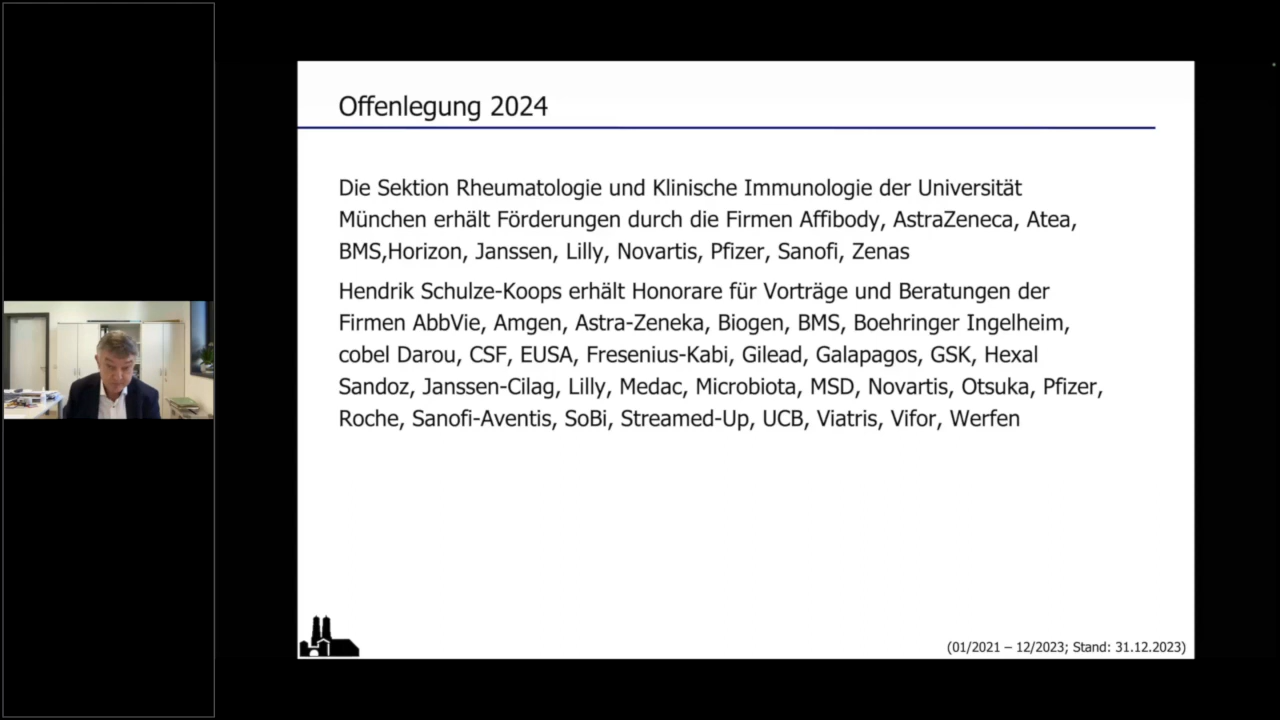 Offenlegung 2024
Die Sektion Rheumatologie und Klinische Immunologie der Universität
München erhält Förderungen durch die Firmen Affibody, AstraZeneca, Atea,
BMS,Horizon, Janssen, Lilly, Novartis, Pfizer, Sanofi, Zenas
Hendrik Schulze-Koops erhält Honorare für Vorträge und Beratungen der
Firmen AbbVie, Amgen, Astra-Zeneka, Biogen, BMS, Boehringer Ingelheim,
cobel Darou, CSF, EUSA, Fresenius-Kabi, Gilead, Galapagos, GSK, Hexal
Sandoz, Janssen-Cilag, Lilly, Medac, Microbiota, MSD, Novartis, Otsuka, Pfizer,
Roche, Sanofi-Aventis, SoBi, Streamed-Up, UCB, Viatris, Vifor, Werfen
(01/2021 – 12/2023; Stand: 31.12.2023)